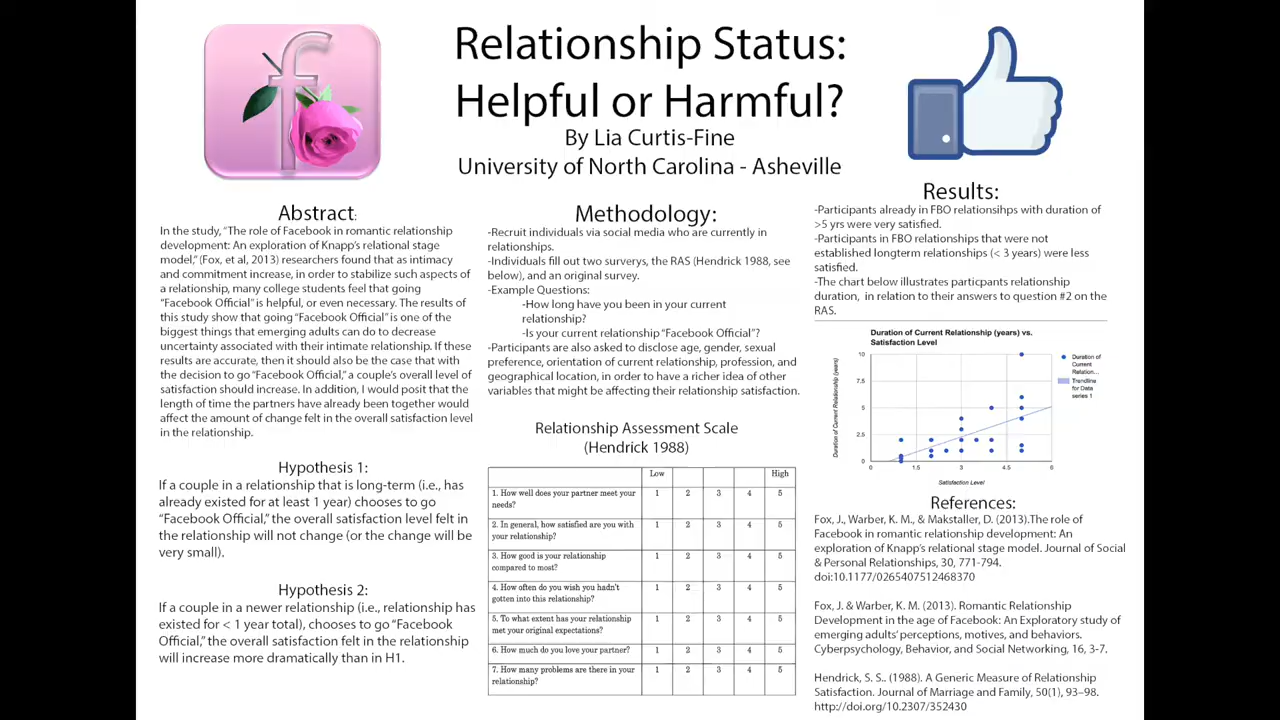 Relationship Status:
Helpful or Harmful?
By Lia Curtis-Fine
University of North Carolina - Asheville
Abstract:
In the study, "The role of Facebook in romantic relationship
development: An exploration of Knapp's relational stage
model," (Fox, et al, 2013) researchers found that as intimacy
and commitment increase, in order to stabilize such aspects of
a relationship, many college students feel that going
"Facebook Official" is helpful, or even necessary. The results of
this study show that going "Facebook Official" is one of the
biggest things that emerging adults can do to decrease
uncertainty associated with their intimate relationship. If these
results are accurate, then it should also be the case that with
the decision to go "Facebook Official," a couple's overall level of
satisfaction should increase. In addition, I would posit that the
length of time the partners have already been together would
affect the amount of change felt in the overall satisfaction level
in the relationship.
Hypothesis 1:
If a couple in a relationship that is long-term (i.e., has
already existed for at least 1 year) chooses to go
"Facebook Official," the overall satisfaction level felt in
the relationship will not change (or the change will be
very small).
Hypothesis 2:
If a couple in a newer relationship (i.e., relationship has
existed for < 1 year total), chooses to go "Facebook
Official," the overall satisfaction felt in the relationship
will increase more dramatically than in H1.
Methodology:
-Recruit individuals via social media who are currently in
relationships.
-Individuals fill out two surverys, the RAS (Hendrick 1988, see
below), and an original survey.
-Example Questions:
-How long have you been in your current
relationship?
-Is your current relationship "Facebook Official"?
-Participants are also asked to disclose age, gender, sexual
preference, orientation of current relationship, profession, and
geographical location, in order to have a richer idea of other
variables that might be affecting their relationship satisfaction.
Relationship Assessment Scale
(Hendrick 1988)
Low High
1. How well does your partner meet your 1 2 3 4 5
needs?
2. In general, how satisfied are you with 1 2 3 4 5
your relationship?
3. How good is your relationship 1 2 3 4 5
compared to most?
4. How often do you wish you hadn't 1 2 3 4 5
gotten into this relationship?
5. To what extent has your relationship 1 2 3 4 5
met your original expectations?
6. How much do you love your partner? 1 2 3 4 5
7. How many problems are there in your 1 2 3 4 5
relationship?
Results:
-Participants already in FBO relationsihps with duration of
>5 yrs were very satisfied.
-Participants in FBO relationships that were not
established longterm relationships (< 3 years) were less
satisfied.
-The chart below illustrates particpants relationship
duration, in relation to their answers to question #2 on the
RAS.
Duration of Current Relationship (years) vs.
Satisfaction Level
Duration of Current Relationship (years)
10
7.5
5
2.5
0
0 1.5 3 4.5 6
Satisfaction Level
Duration of
Current
Relation...
Trendline
for Data
series 1
References:
Fox, J., Warber, K. M., & Makstaller, D. (2013).The role of
Facebook in romantic relationship development: An
exploration of Knapp's relational stage model. Journal of Social
& Personal Relationships, 30, 771-794.
doi:10.1177/0265407512468370
Fox, J. & Warber, K. M. (2013). Romantic Relationship
Development in the age of Facebook: An Exploratory study of
emerging adults' perceptions, motives, and behaviors.
Cyberpsychology, Behavior, and Social Networking, 16, 3-7.
Hendrick, S. S.. (1988). A Generic Measure of Relationship
Satisfaction. Journal of Marriage and Family, 50(1), 93–98.
http://doi.org/10.2307/352430